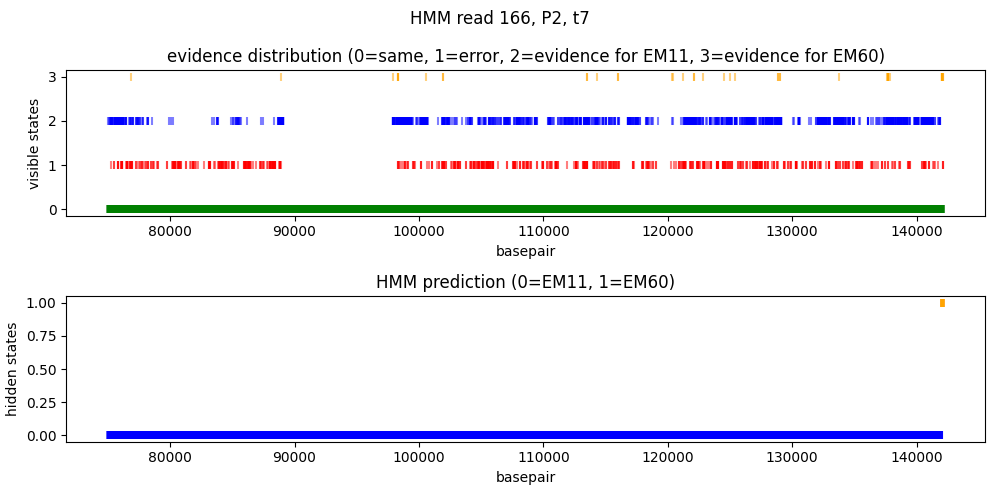 HMM read 166, P2, t7
evidence distribution (0=same, 1=error, 2=evidence for EM11, 3=evidence for EM60)
visible states
3
2
1
0
80000 90000 100000 110000 120000 130000 140000
basepair
HMM prediction (0=EM11, 1=EM60)
hidden states
1.00
0.75
0.50
0.25
0.00
80000 90000 100000 110000 120000 130000 140000
basepair